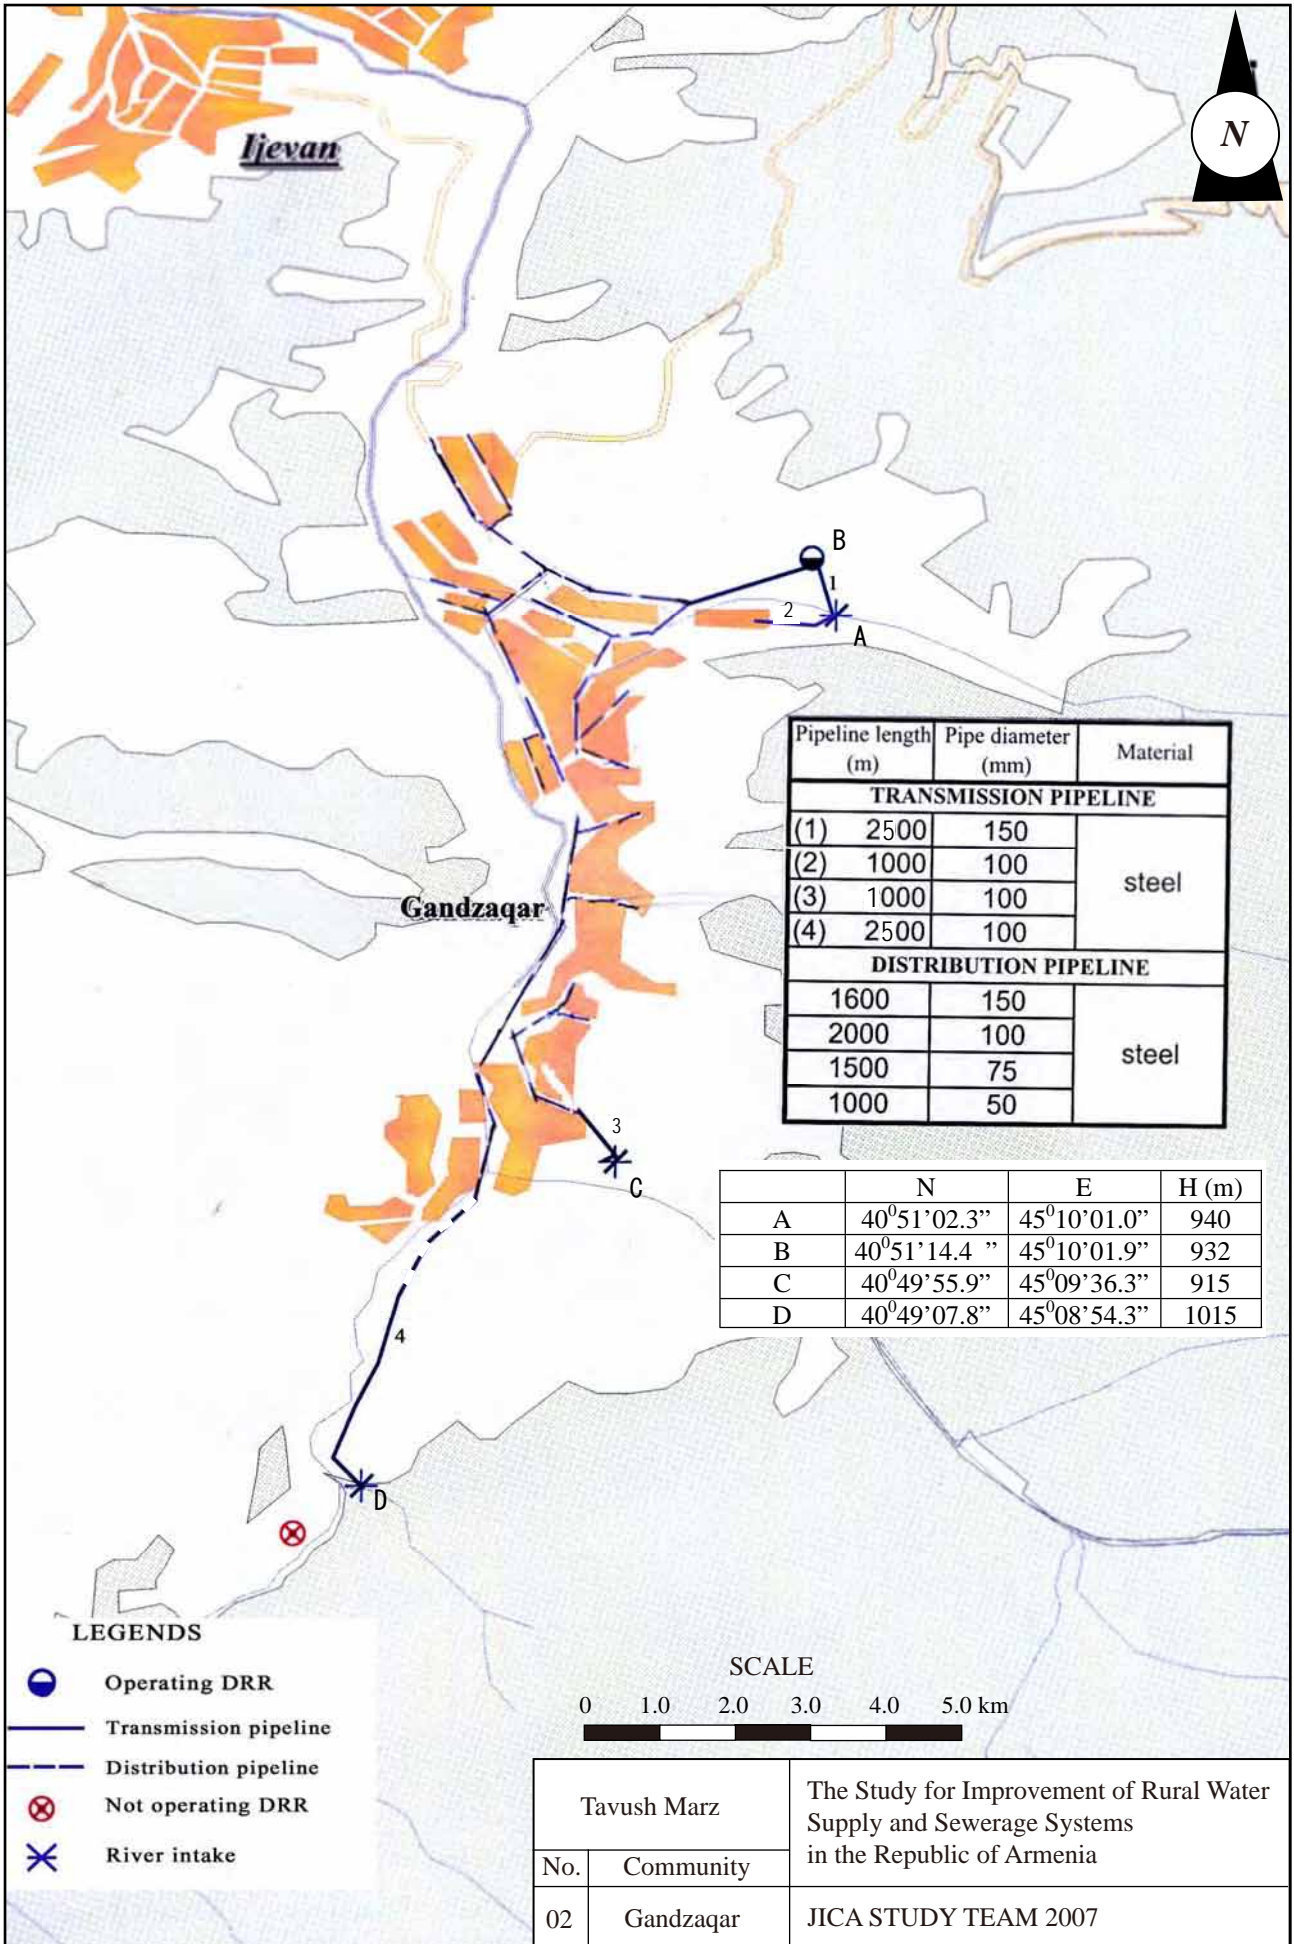 N
Ijevan
B
1
2
A
Pipeline length (m) Pipe diameter (mm) Material
TRANSMISSION PIPELINE
(1) 2500 150 steel
(2) 1000 100
(3) 1000 100
(4) 2500 100
DISTRIBUTION PIPELINE
1600 150 steel
2000 100
1500 75
1000 50
Gandzaqar
3
C
N E H (m)
A 40⁰51’02.3” 45⁰10’01.0” 940
B 40⁰51’14.4 ” 45⁰10’01.9” 932
C 40⁰49’55.9” 45⁰09’36.3” 915
D 40⁰49’07.8” 45⁰08’54.3” 1015
4
D
LEGENDS
Operating DRR
Transmission pipeline
Distribution pipeline
Not operating DRR
River intake
SCALE
0 1.0 2.0 3.0 4.0 5.0 km
Tavush Marz
The Study for Improvement of Rural Water
Supply and Sewerage Systems
in the Republic of Armenia
No. Community
02 Gandzaqar
JICA STUDY TEAM 2007